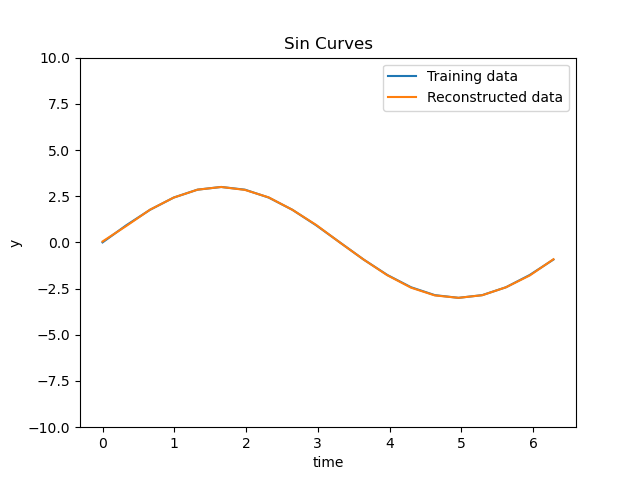 Sin Curves
Training data
Reconstructed data
10.0
7.5
5.0
2.5
0.0
−2.5
−5.0
−7.5
−10.0
y
0 1 2 3 4 5 6
time